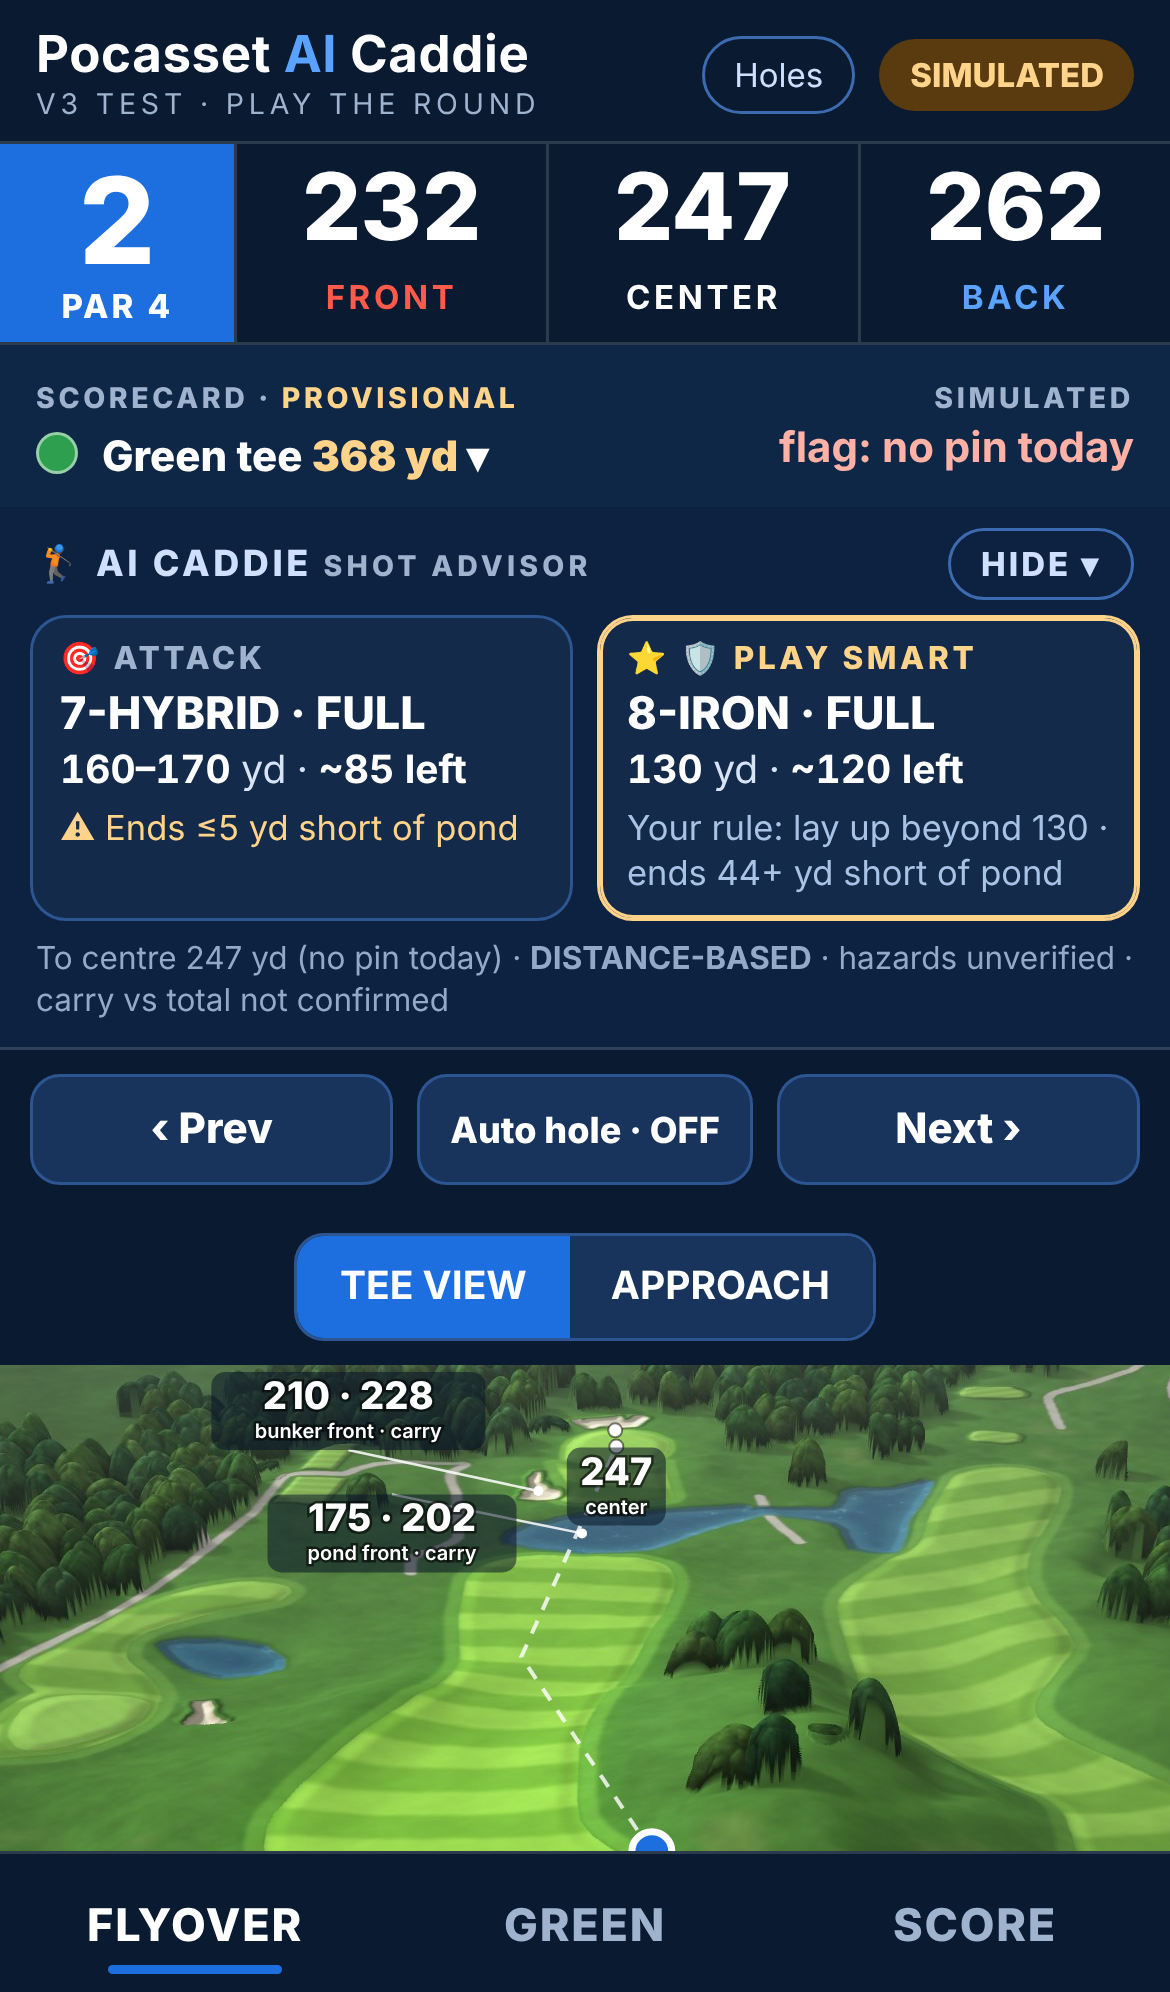 Pocasset AI Caddie
V3 TEST · PLAY THE ROUND
Holes
SIMULATED
2
PAR 4
232
FRONT
247
CENTER
262
BACK
SCORECARD · PROVISIONAL
Green tee 368 yd ▾
SIMULATED
flag: no pin today
AI CADDIE SHOT ADVISOR
HIDE ▾
ATTACK
7-HYBRID · FULL
160–170 yd · ~85 left
⚠ Ends ≤5 yd short of pond
PLAY SMART
8-IRON · FULL
130 yd · ~120 left
Your rule: lay up beyond 130 ·
ends 44+ yd short of pond
To centre 247 yd (no pin today) · DISTANCE-BASED · hazards unverified ·
carry vs total not confirmed
‹ Prev
Auto hole · OFF
Next ›
TEE VIEW
APPROACH
210 · 228
bunker front · carry
247
center
175 · 202
pond front · carry
FLYOVER
GREEN
SCORE